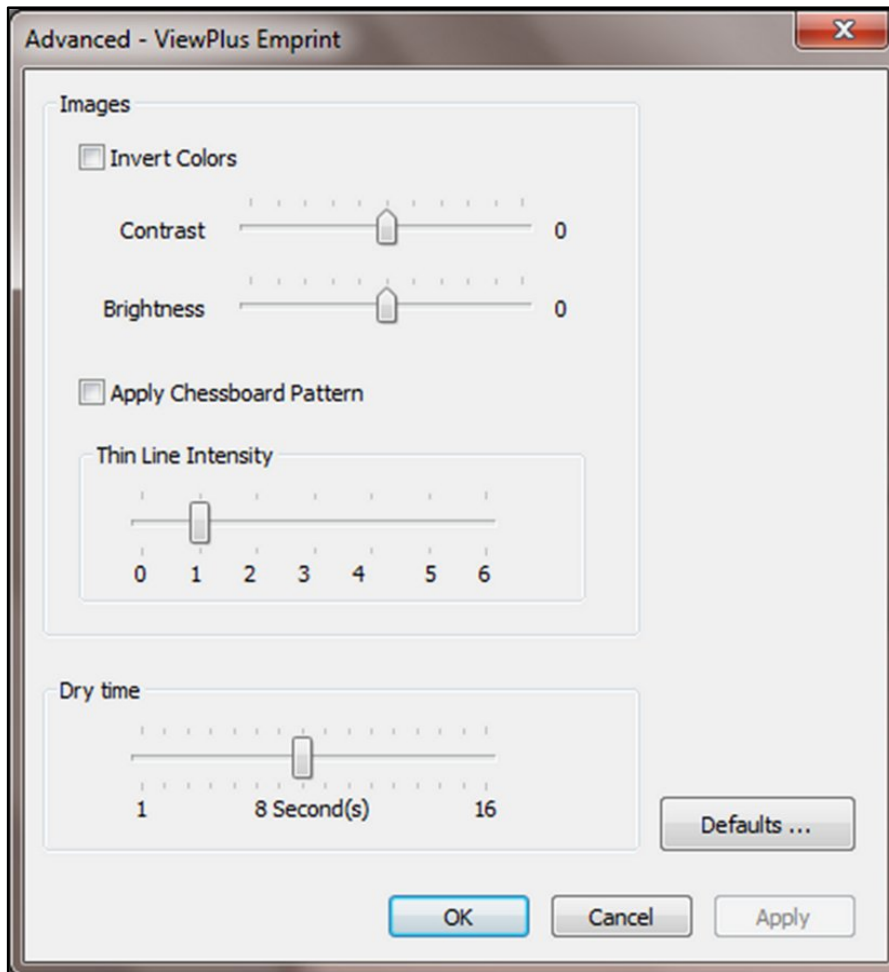 Advanced - ViewPlus Emprint
Images
Invert Colors
Contrast 0
Brightness 0
Apply Chessboard Pattern
Thin Line Intensity
0 1 2 3 4 5 6
Dry time
1 8 Second(s) 16
Defaults ...
OK Cancel Apply